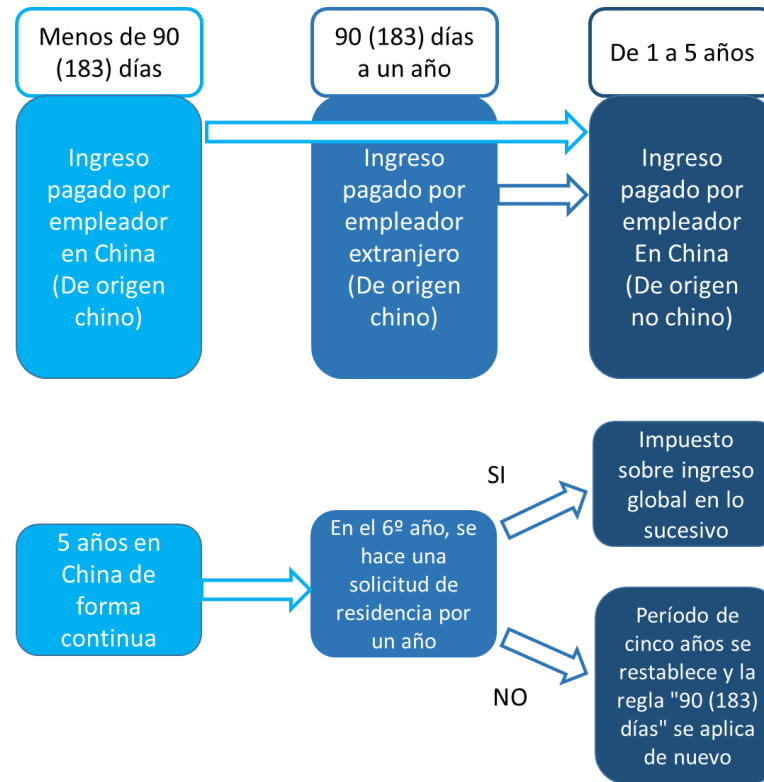 Menos de 90
(183) días
90 (183) días
a un año
De 1 a 5 años
Ingreso
pagado por
empleador
en China
(De origen
chino)
Ingreso
pagado por
empleador
extranjero
(De origen
chino)
Ingreso
pagado por
empleador
En China
(De origen
no chino)
5 años en
China de
forma
continua
En el 6º año, se
hace una
solicitud de
residencia por
un año
SI
Impuesto
sobre ingreso
global en lo
sucesivo
NO
Período de
cinco años se
restablece y la
regla "90 (183)
días" se aplica
de nuevo